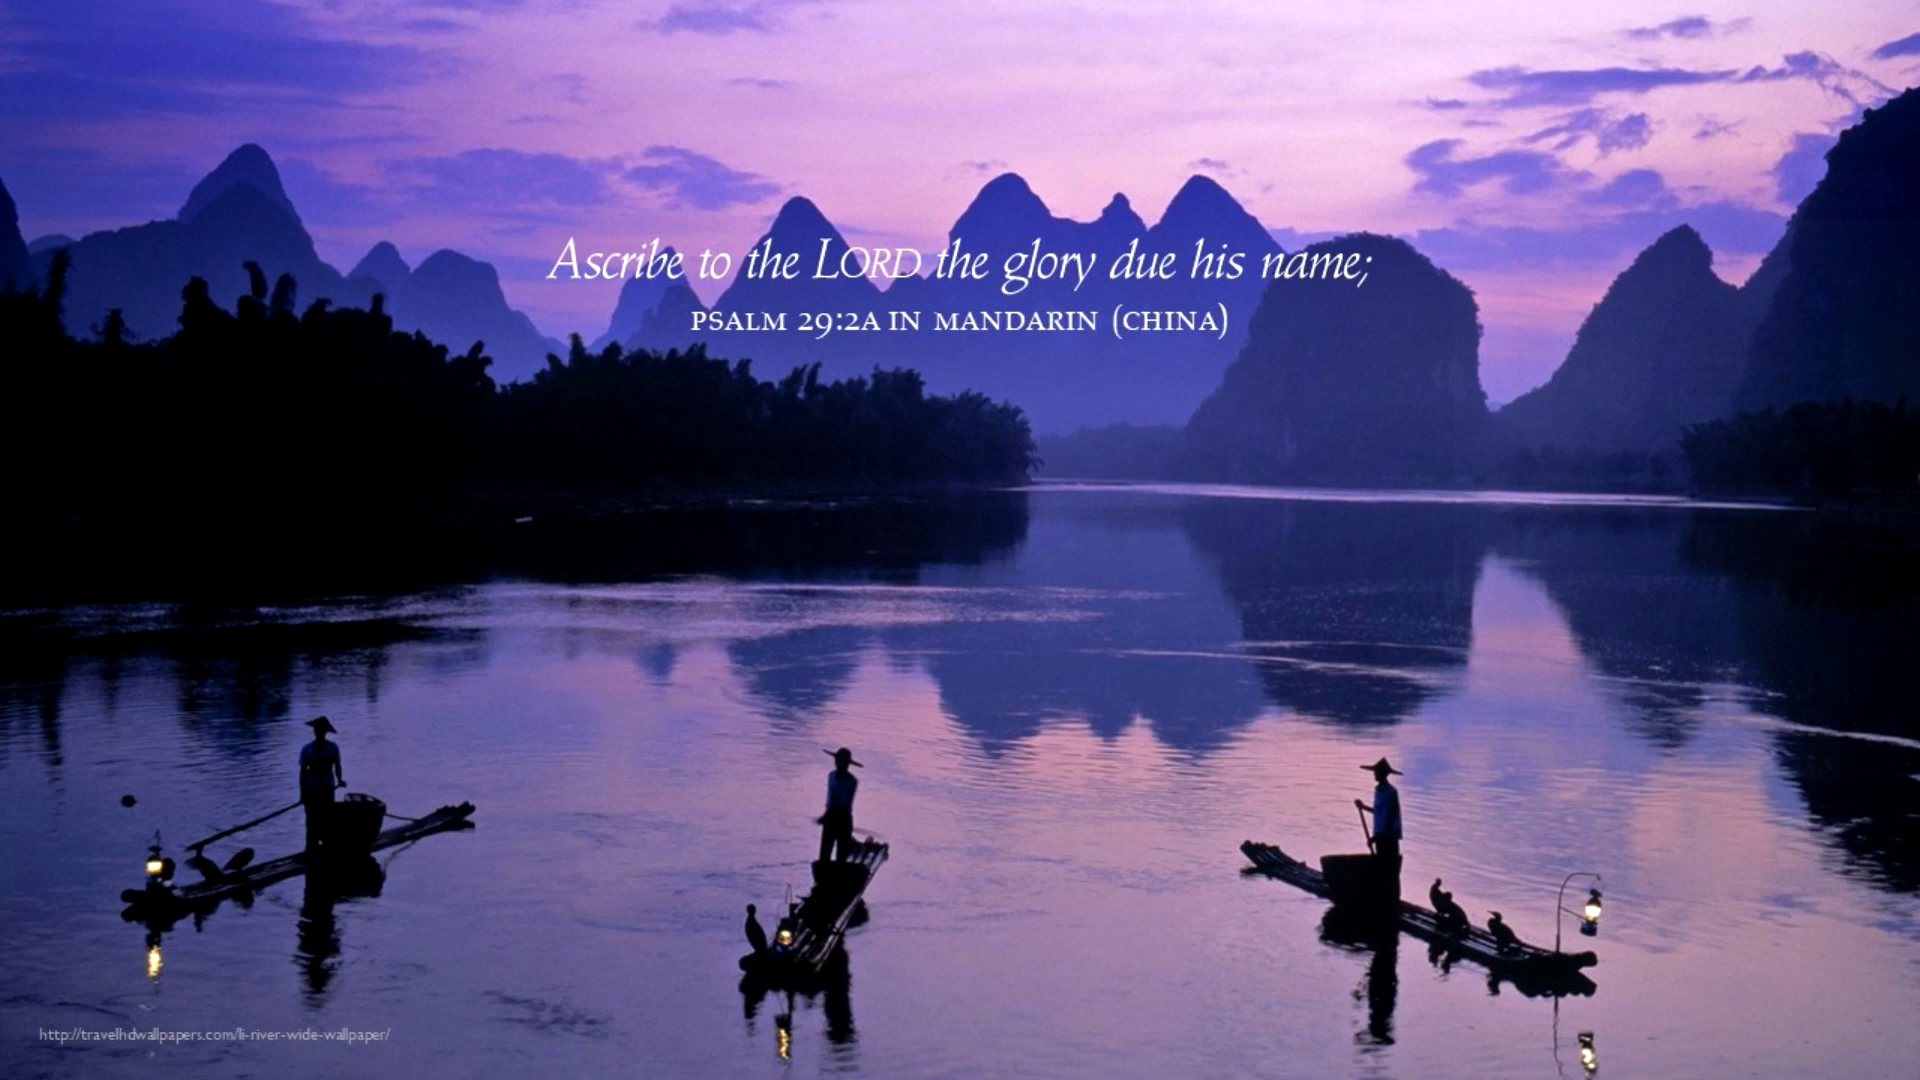 Ascribe to the LORD the glory due his name;
PSALM 29:2A IN MANDARIN (CHINA)
http://travelhdwallpapers.com/li-river-wide-wallpaper/